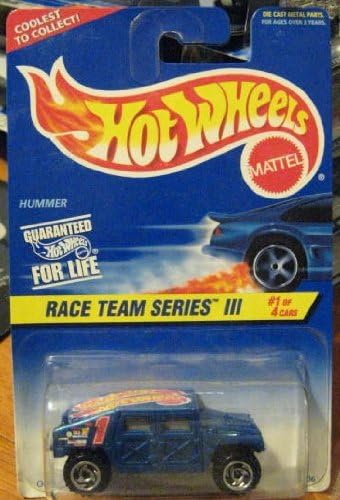 COOLEST
TO COLLECT!
DIE CAST METAL PARTS.
FOR AGES OVER 3 YEARS.
Hot Wheels
MATTEL
®
HUMMER
GUARANTEED
Hot Wheels
FOR LIFE
RACE TEAM SERIES™ III
#1 OF
4 CARS
1